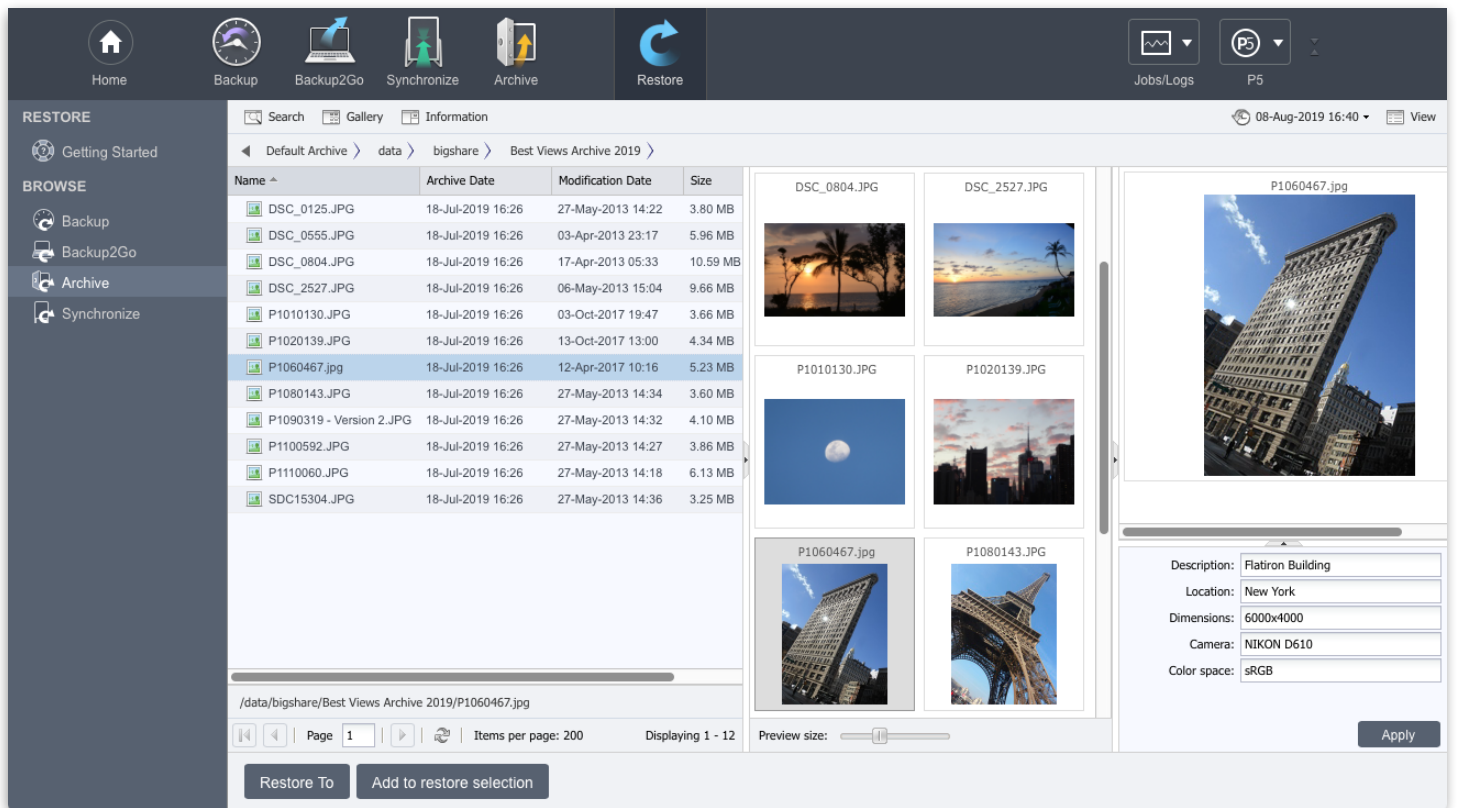 Home
Backup
Backup2Go
Synchronize
Archive
Restore
Jobs/Logs
P5
P5
RESTORE
Getting Started
BROWSE
Backup
Backup2Go
Archive
Synchronize
Search Gallery Information
08-Aug-2019 16:40 View
Default Archive data bigshare Best Views Archive 2019
Name Archive Date Modification Date Size
DSC_0125.JPG 18-Jul-2019 16:26 27-May-2013 14:22 3.80 MB
DSC_0555.JPG 18-Jul-2019 16:26 03-Apr-2013 23:17 5.96 MB
DSC_0804.JPG 18-Jul-2019 16:26 17-Apr-2013 05:33 10.59 MB
DSC_2527.JPG 18-Jul-2019 16:26 06-May-2013 15:04 9.66 MB
P1010130.JPG 18-Jul-2019 16:26 03-Oct-2017 19:47 3.66 MB
P1020139.JPG 18-Jul-2019 16:26 13-Oct-2017 13:00 4.34 MB
P1060467.jpg 18-Jul-2019 16:26 12-Apr-2017 10:16 5.23 MB
P1080143.JPG 18-Jul-2019 16:26 27-May-2013 14:34 3.60 MB
P1090319 - Version 2.JPG 18-Jul-2019 16:26 27-May-2013 14:32 4.10 MB
P1100592.JPG 18-Jul-2019 16:26 27-May-2013 14:27 3.86 MB
P1110060.JPG 18-Jul-2019 16:26 27-May-2013 14:18 6.13 MB
SDC15304.JPG 18-Jul-2019 16:26 27-May-2013 14:36 3.25 MB
/data/bigshare/Best Views Archive 2019/P1060467.jpg
Page 1 Items per page: 200 Displaying 1 - 12
DSC_0804.JPG DSC_2527.JPG
P1010130.JPG P1020139.JPG
P1060467.jpg P1080143.JPG
Preview size:
P1060467.jpg
Description: Flatiron Building
Location: New York
Dimensions: 6000x4000
Camera: NIKON D610
Color space: sRGB
Apply
Restore To Add to restore selection